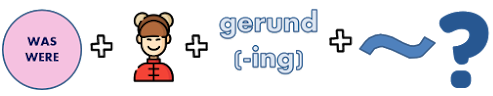 WAS
WERE
+
+
gerund
(-ing)
+
~
?